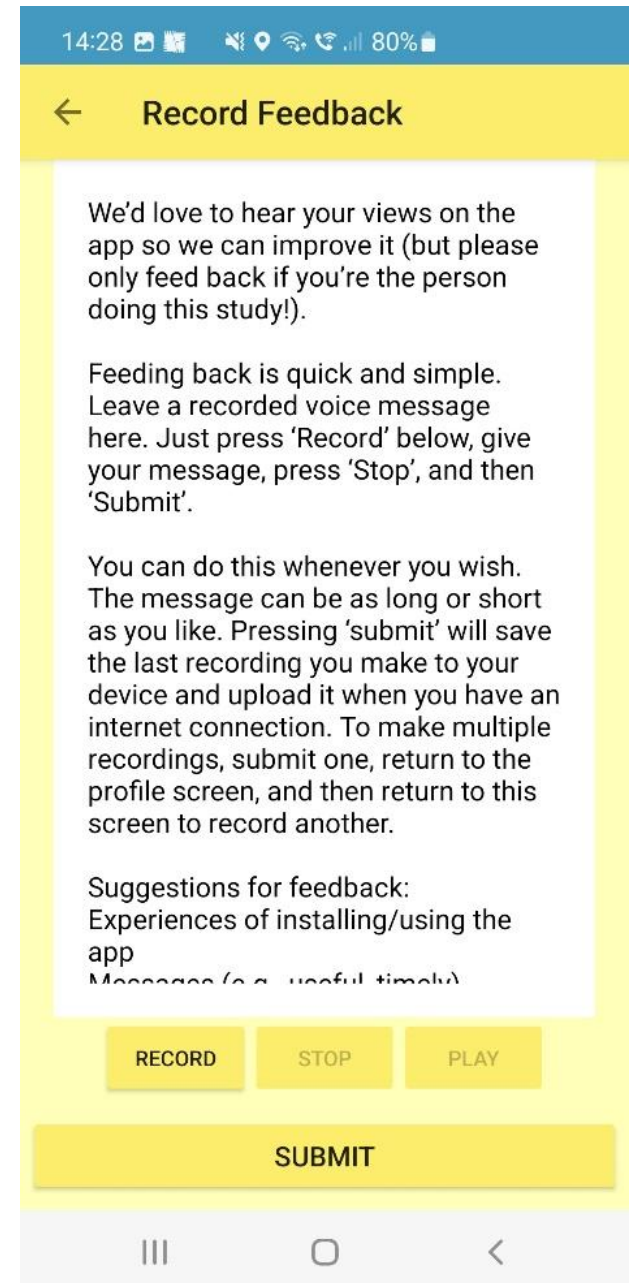 14:28 80%
Record Feedback
We’d love to hear your views on the
app so we can improve it (but please
only feed back if you’re the person
doing this study!).
Feeding back is quick and simple.
Leave a recorded voice message
here. Just press ‘Record’ below, give
your message, press ‘Stop’, and then
‘Submit’.
You can do this whenever you wish.
The message can be as long or short
as you like. Pressing ‘submit’ will save
the last recording you make to your
device and upload it when you have an
internet connection. To make multiple
recordings, submit one, return to the
profile screen, and then return to this
screen to record another.
Suggestions for feedback:
Experiences of installing/using the
app
Messages (e.g., useful, timely)
RECORD STOP PLAY
SUBMIT